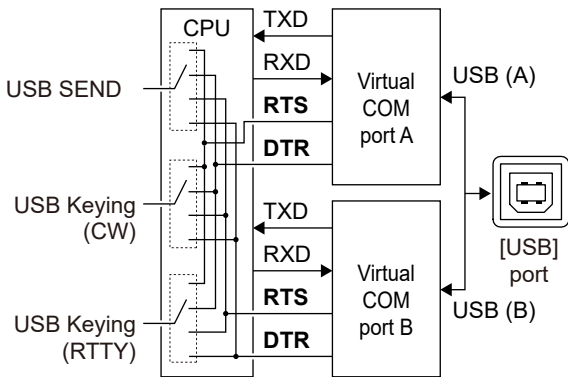 CPU
TXD
RXD
RTS
DTR
Virtual
COM
port A
USB (A)
USB SEND
USB Keying
(CW)
USB Keying
(RTTY)
TXD
RXD
RTS
DTR
Virtual
COM
port B
USB (B)
[USB]
port